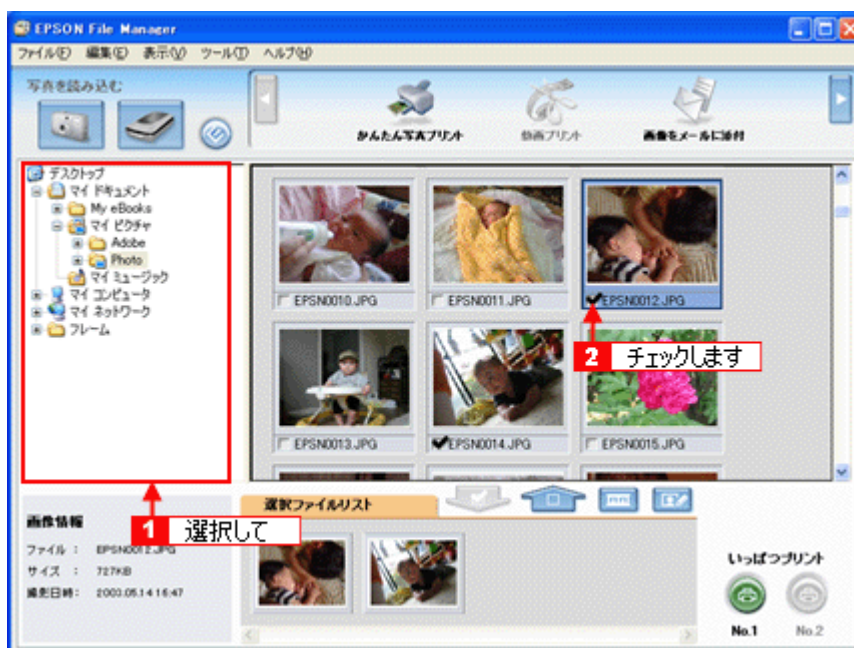 EPSON File Manager
ファイル(F) 編集(E) 表示(V) ツール(T) ヘルプ(H)
写真を読み込む
かんたん写真プリント
動画プリント
画像をメールに添付
デスクトップ
マイ ドキュメント
My eBooks
マイ ピクチャ
Adobe
Photo
マイ ミュージック
マイ コンピュータ
マイ ネットワーク
フレーム
EPSN0010.JPG
EPSN0011.JPG
EPSN0012.JPG
2 チェックします
EPSN0013.JPG
EPSN0014.JPG
EPSN0015.JPG
1 選択して
選択ファイルリスト
画像情報
ファイル : EPSN0012.JPG
サイズ : 727KB
撮影日時: 2003.05.14 16:47
いっぱつプリント
No.1
No.2